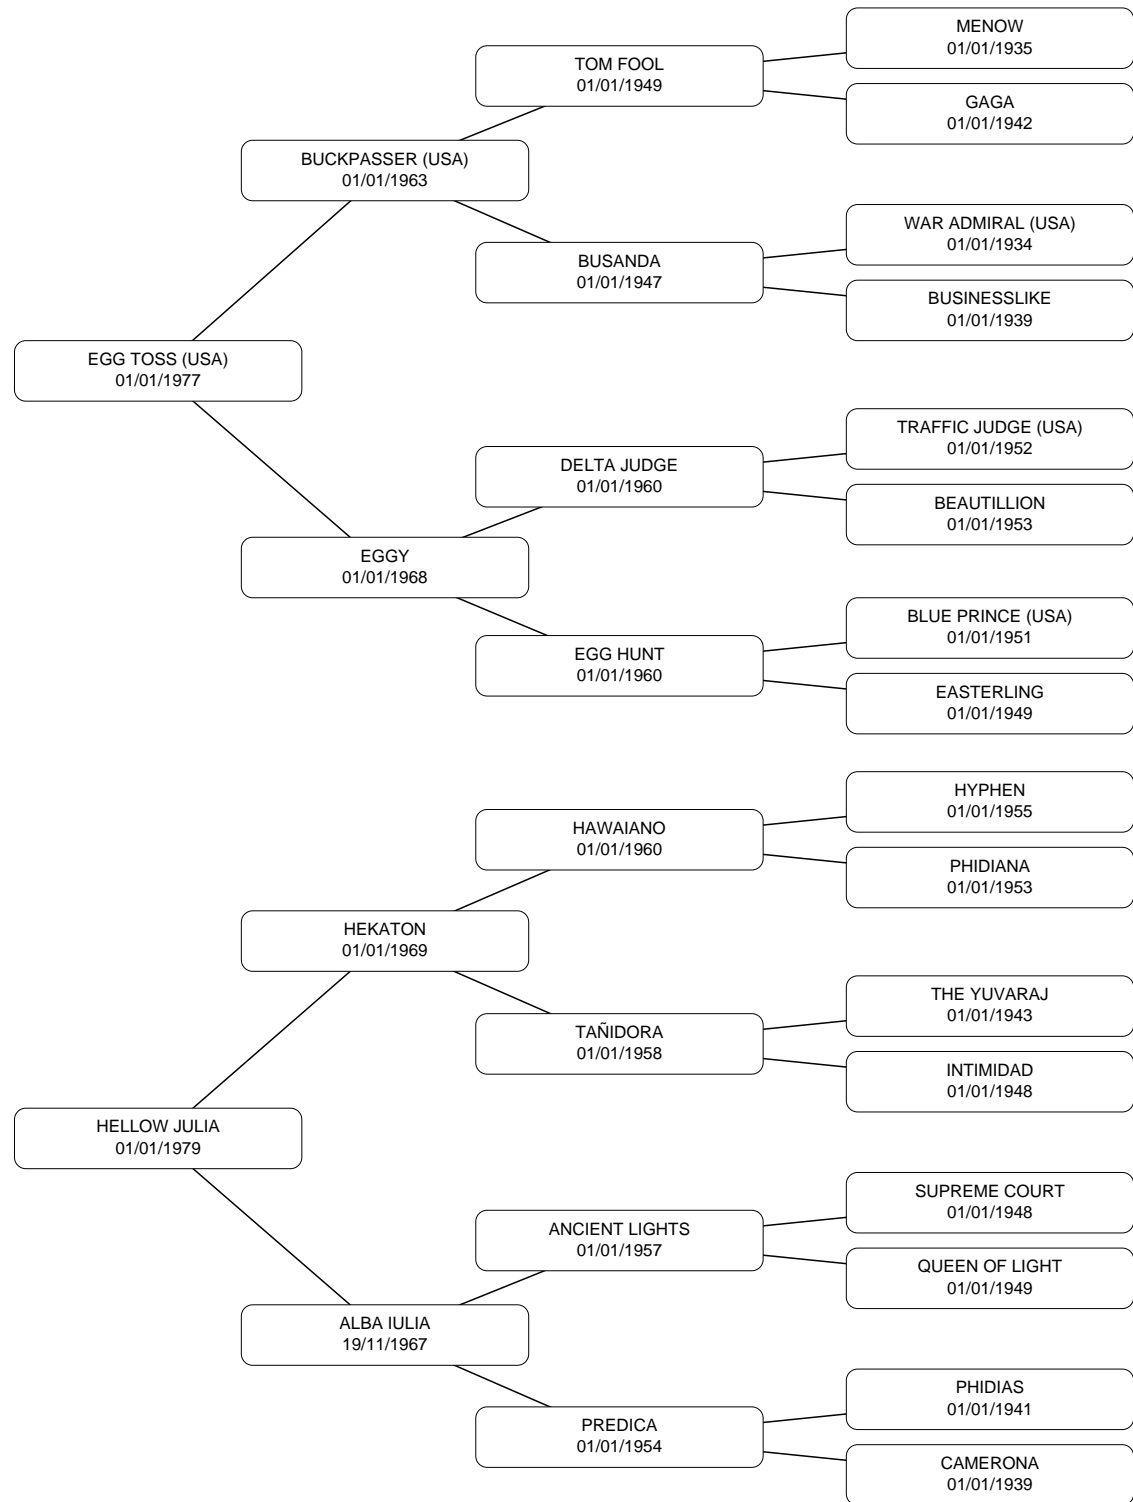 MENOW
01/01/1935
TOM FOOL
01/01/1949
GAGA
01/01/1942
BUCKPASSER (USA)
01/01/1963
WAR ADMIRAL (USA)
01/01/1934
BUSANDA
01/01/1947
BUSINESSLIKE
01/01/1939
EGG TOSS (USA)
01/01/1977
TRAFFIC JUDGE (USA)
01/01/1952
DELTA JUDGE
01/01/1960
BEAUTILLION
01/01/1953
EGGY
01/01/1968
BLUE PRINCE (USA)
01/01/1951
EGG HUNT
01/01/1960
EASTERLING
01/01/1949
HYPHEN
01/01/1955
HAWAIANO
01/01/1960
PHIDIANA
01/01/1953
HEKATON
01/01/1969
THE YUVARAJ
01/01/1943
TAÑIDORA
01/01/1958
INTIMIDAD
01/01/1948
HELLOW JULIA
01/01/1979
SUPREME COURT
01/01/1948
ANCIENT LIGHTS
01/01/1957
QUEEN OF LIGHT
01/01/1949
ALBA IULIA
19/11/1967
PHIDIAS
01/01/1941
PREDICA
01/01/1954
CAMERONA
01/01/1939